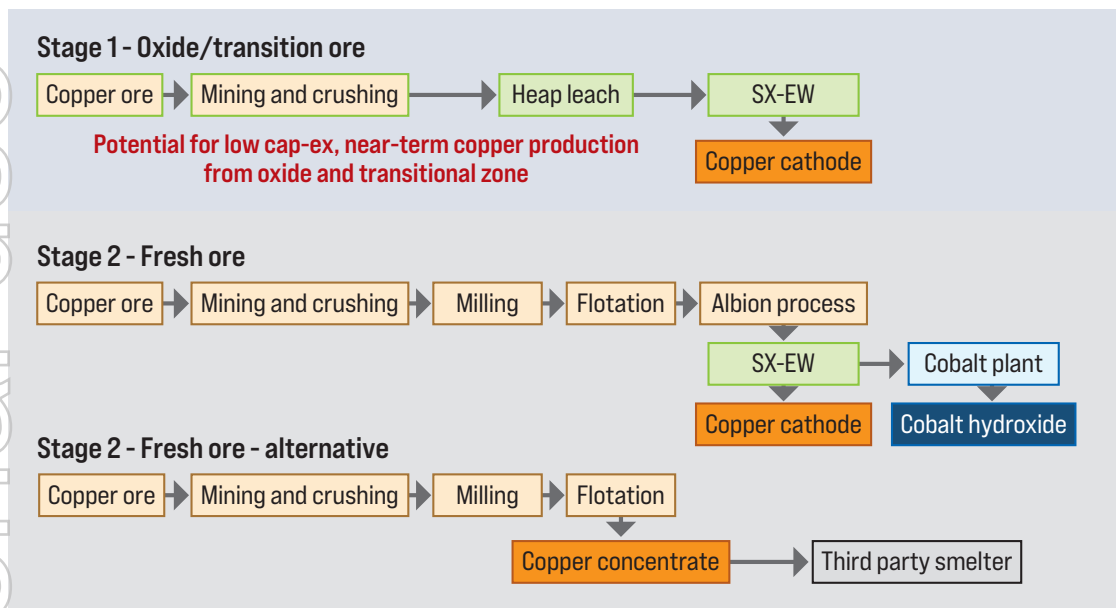 Stage 1 - Oxide/transition ore
Copper ore
Mining and crushing
Heap leach
SX-EW
Copper cathode
Potential for low cap-ex, near-term copper production
from oxide and transitional zone
Stage 2 - Fresh ore
Copper ore
Mining and crushing
Milling
Flotation
Albion process
SX-EW
Cobalt plant
Copper cathode
Cobalt hydroxide
Stage 2 - Fresh ore - alternative
Copper ore
Mining and crushing
Milling
Flotation
Copper concentrate
Third party smelter